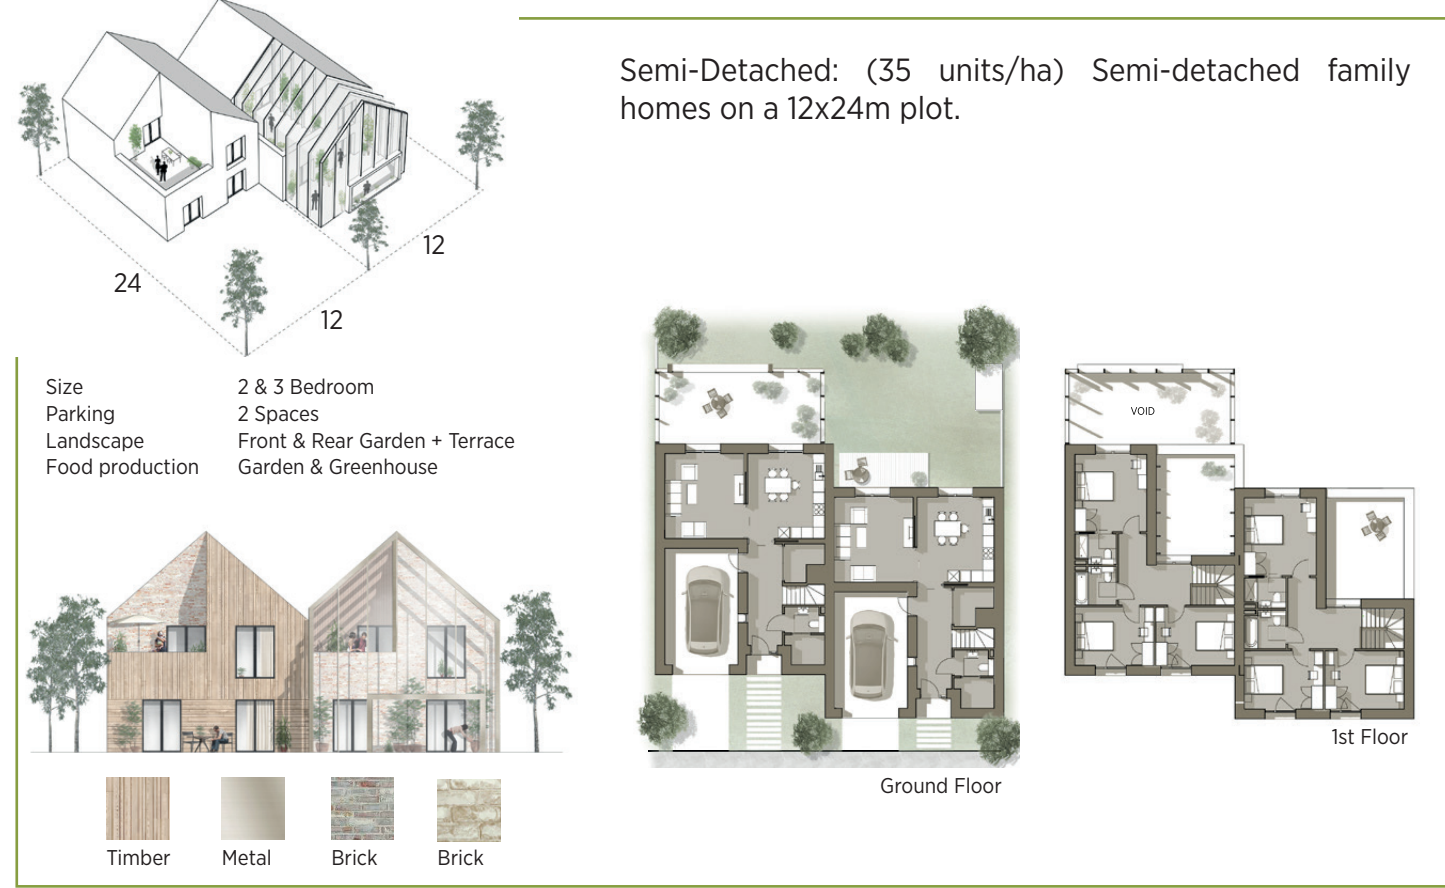 Semi-Detached: (35 units/ha) Semi-detached family
homes on a 12x24m plot.
24
12
12
Size 2 & 3 Bedroom
Parking 2 Spaces
Landscape Front & Rear Garden + Terrace
Food production Garden & Greenhouse
VOID
Ground Floor
1st Floor
Timber Metal Brick Brick